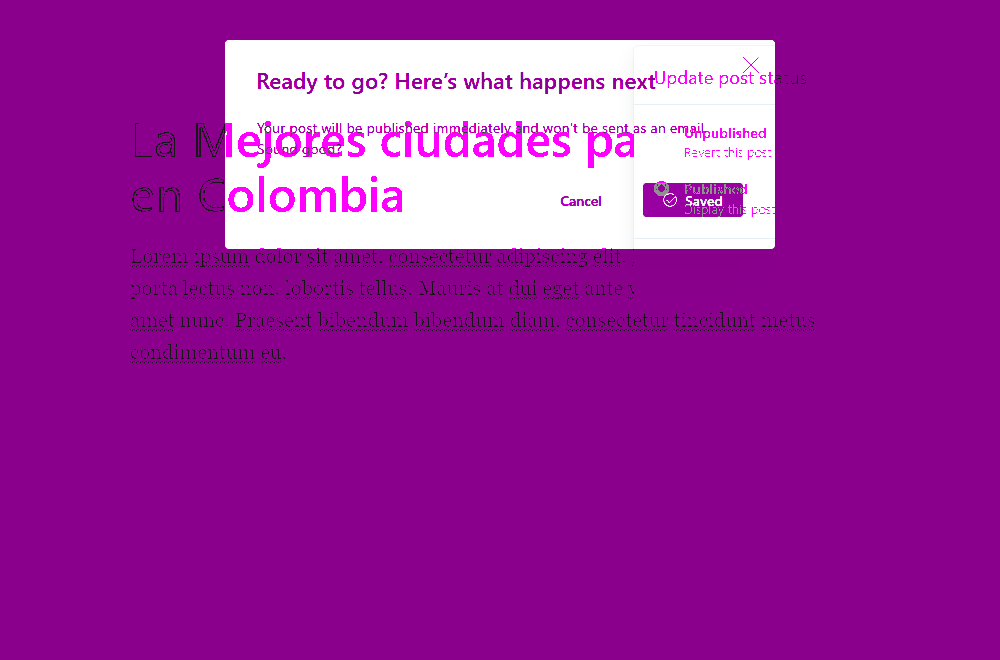 Ready to go? Here's what happens next
Update post status
Your post will be published immediately and won't be sent as an email.
Sound good?
La Mejores ciudades pa
en Colombia
Unpublished
Revert this post
Published
Display this post
Cancel
Saved
Lorem ipsum dolor sit amet, consectetur adipiscing elit.
porta lectus non, lobortis tellus. Mauris at dui eget ante v
amet nunc. Praesent bibendum bibendum diam, consectetur tincidunt metus
condimentum eu.